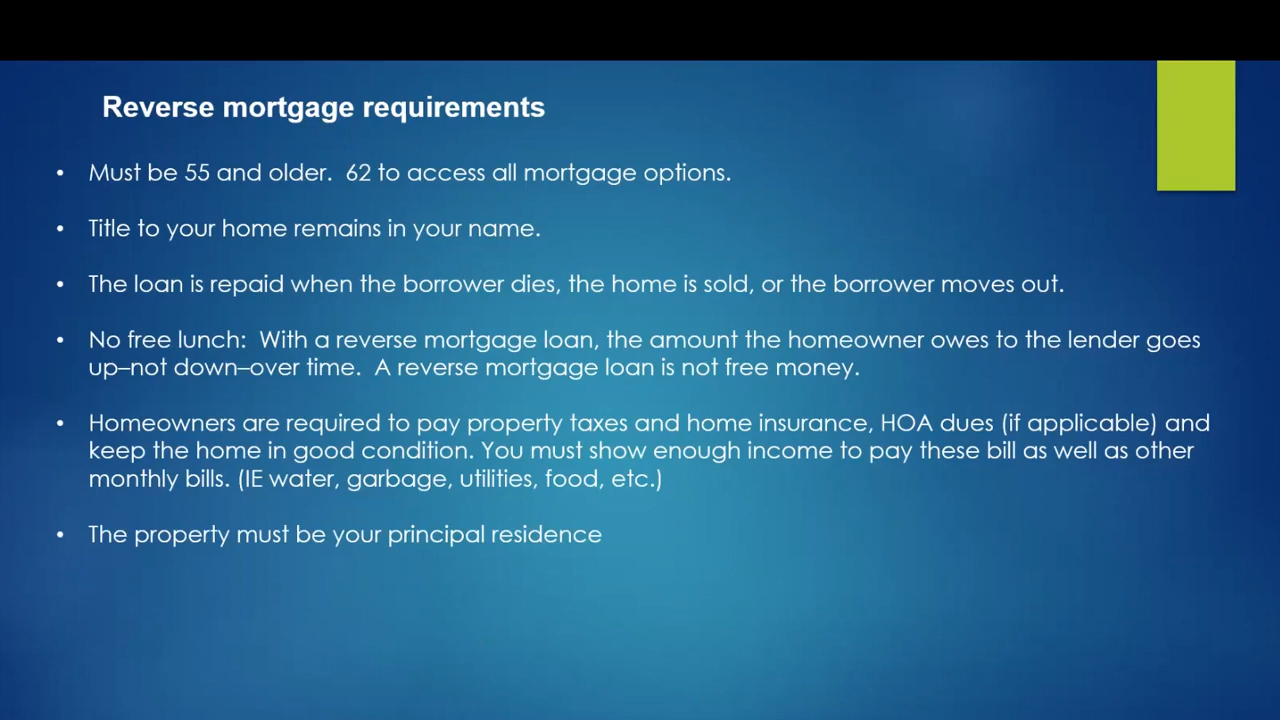 Reverse mortgage requirements
• Must be 55 and older.  62 to access all mortgage options.
• Title to your home remains in your name.
• The loan is repaid when the borrower dies, the home is sold, or the borrower moves out.
• No free lunch:  With a reverse mortgage loan, the amount the homeowner owes to the lender goes
up–not down–over time.  A reverse mortgage loan is not free money.
• Homeowners are required to pay property taxes and home insurance, HOA dues (if applicable) and
keep the home in good condition. You must show enough income to pay these bill as well as other
monthly bills. (IE water, garbage, utilities, food, etc.)
• The property must be your principal residence